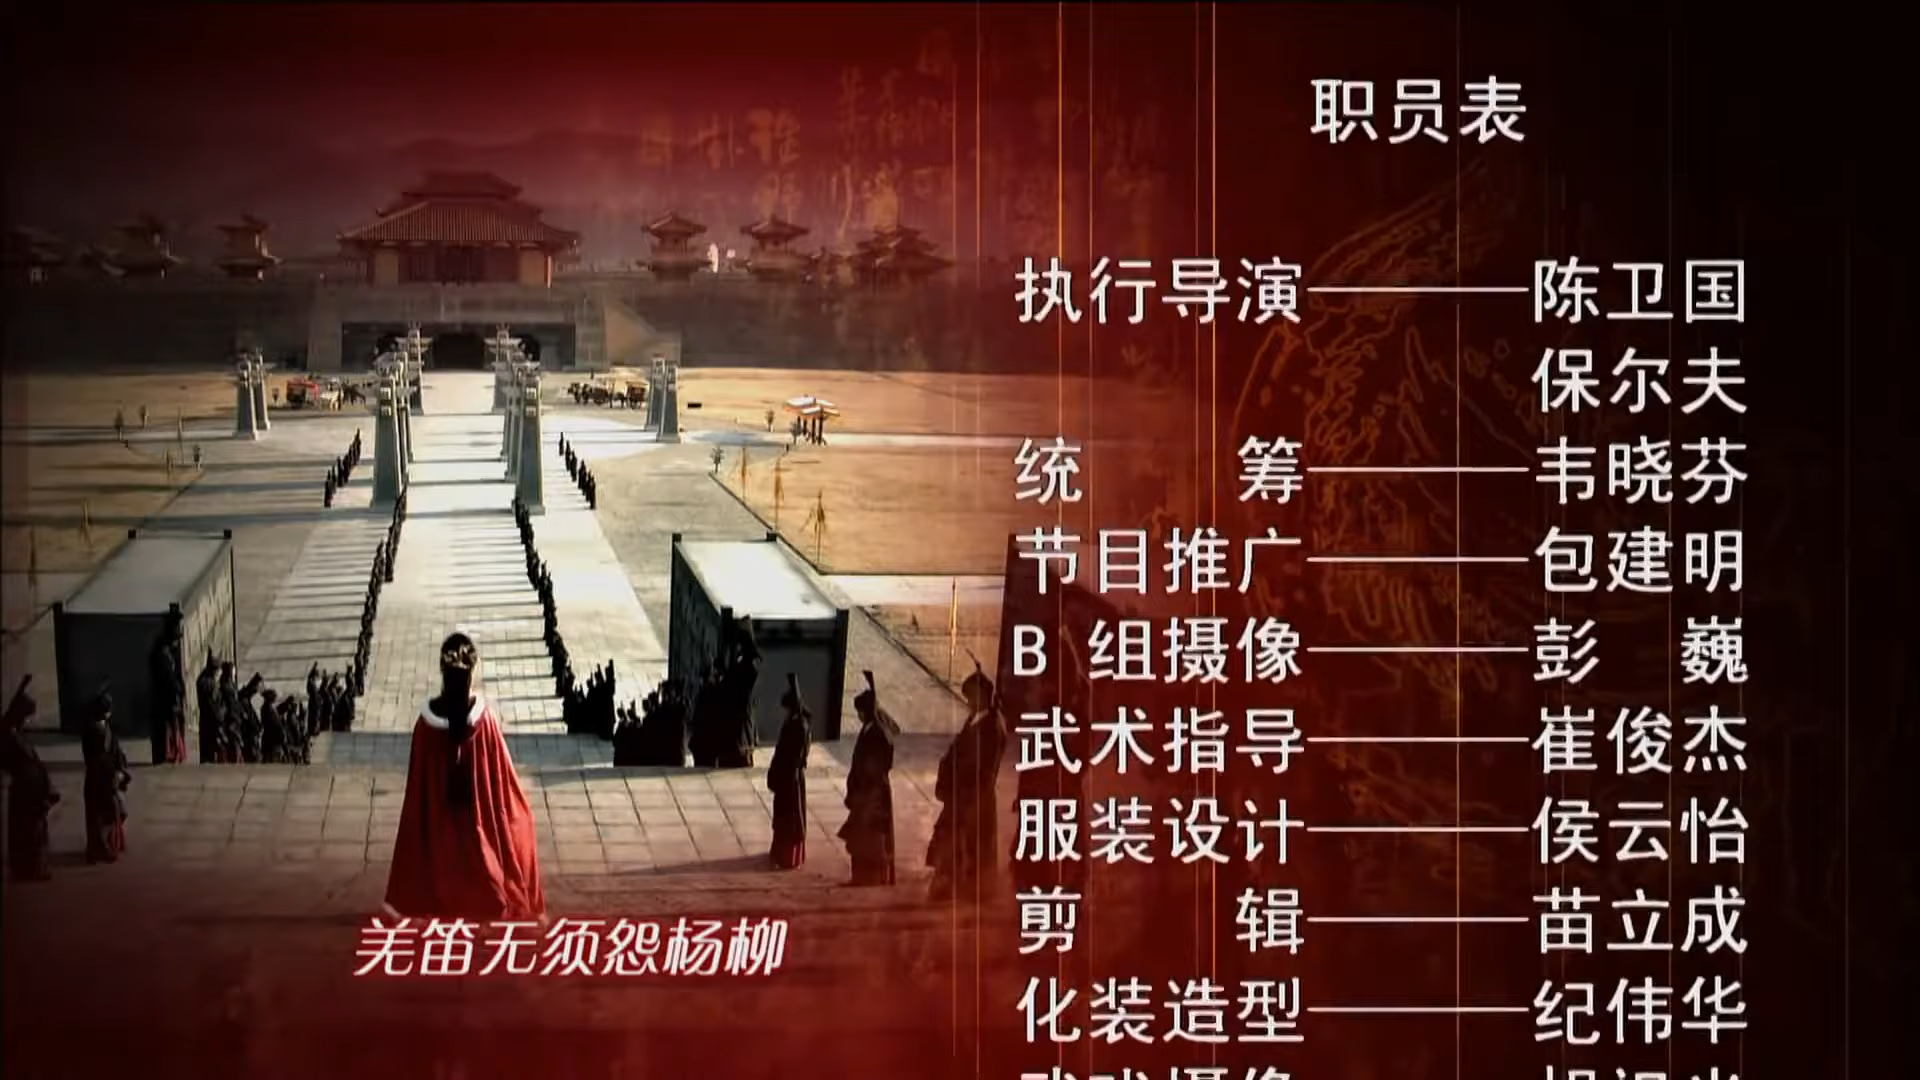 职员表
执行导演——陈卫国
保尔夫
统筹——韦晓芬
节目推广——包建明
B组摄像——彭巍
武术指导——崔俊杰
服装设计——侯云怡
剪辑——苗立成
化装造型——纪伟华
羌笛无须怨杨柳